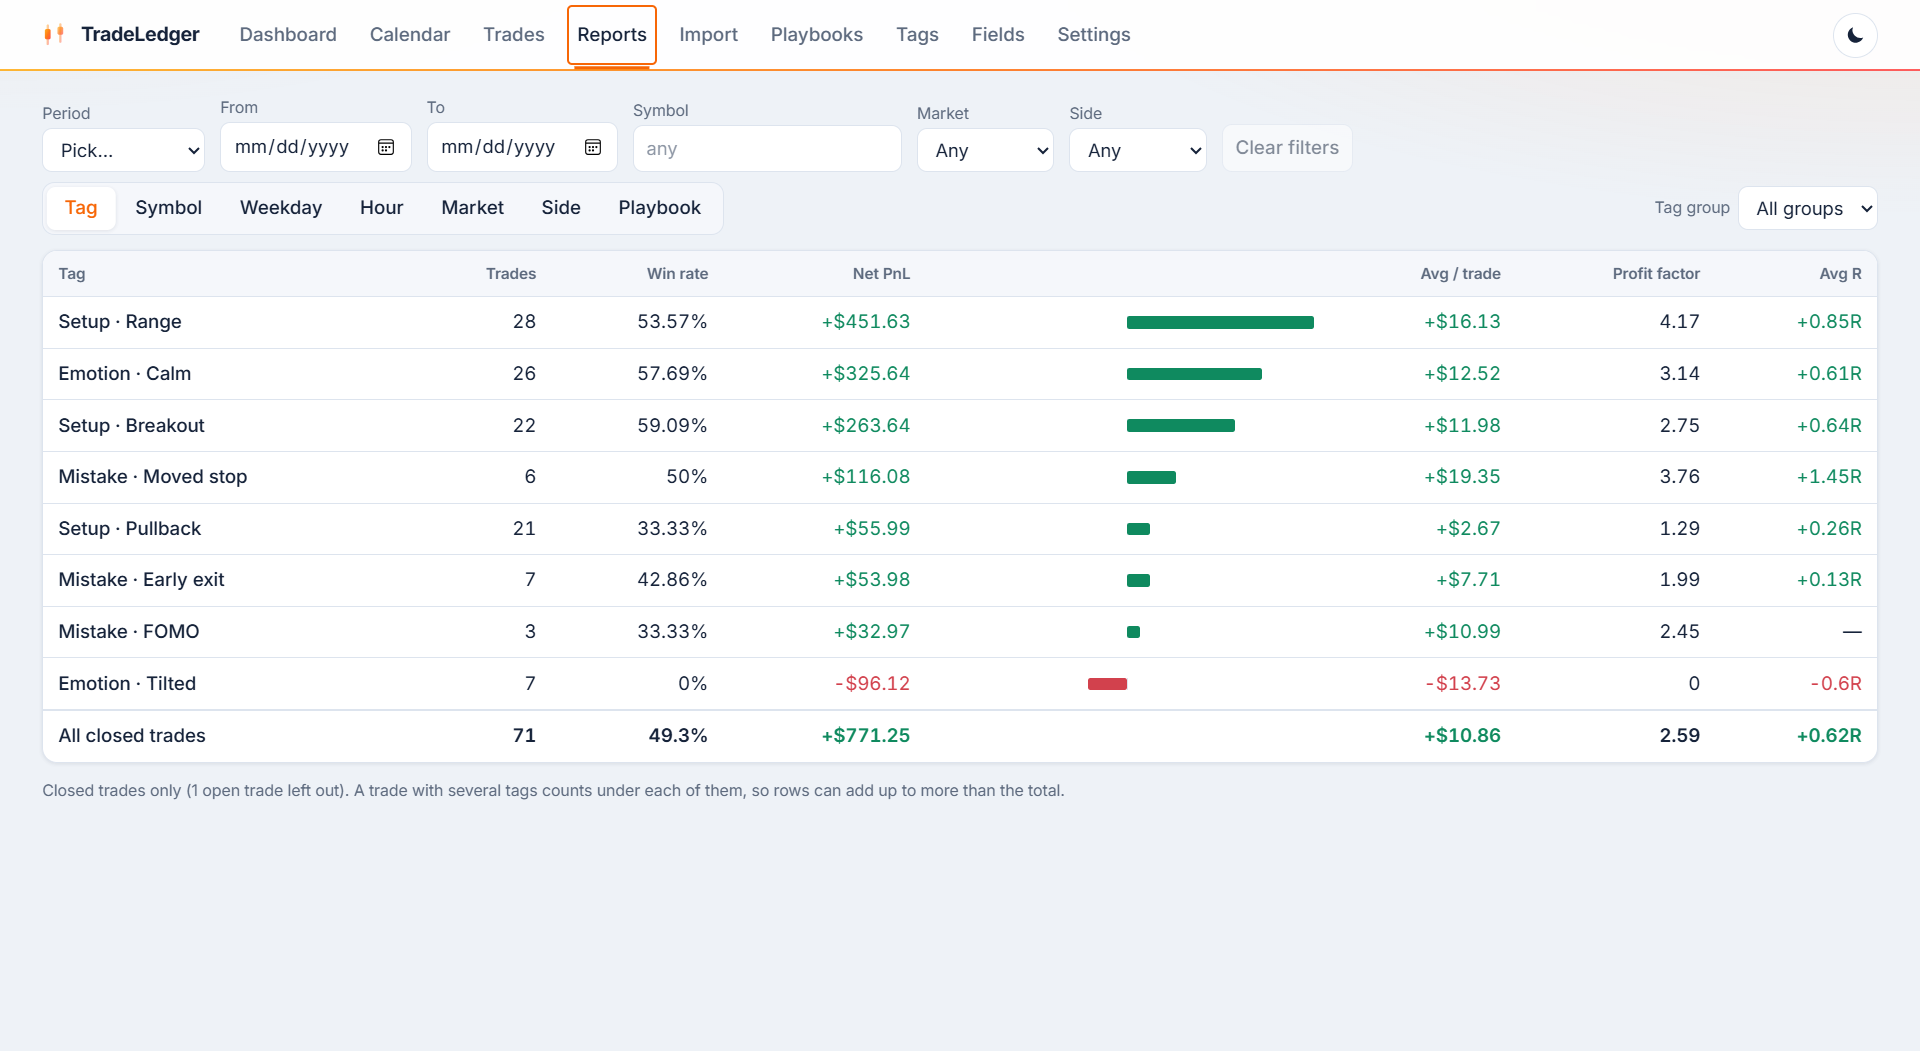 TradeLedger Dashboard Calendar Trades Reports Import Playbooks Tags Fields Settings
Period From To Symbol Market Side
Pick... mm/dd/yyyy mm/dd/yyyy any Any Any Clear filters
Tag Symbol Weekday Hour Market Side Playbook Tag group All groups
Tag Trades Win rate Net PnL Avg / trade Profit factor Avg R
Setup · Range 28 53.57% +$451.63 +$16.13 4.17 +0.85R
Emotion · Calm 26 57.69% +$325.64 +$12.52 3.14 +0.61R
Setup · Breakout 22 59.09% +$263.64 +$11.98 2.75 +0.64R
Mistake · Moved stop 6 50% +$116.08 +$19.35 3.76 +1.45R
Setup · Pullback 21 33.33% +$55.99 +$2.67 1.29 +0.26R
Mistake · Early exit 7 42.86% +$53.98 +$7.71 1.99 +0.13R
Mistake · FOMO 3 33.33% +$32.97 +$10.99 2.45 —
Emotion · Tilted 7 0% -$96.12 -$13.73 0 -0.6R
All closed trades 71 49.3% +$771.25 +$10.86 2.59 +0.62R
Closed trades only (1 open trade left out). A trade with several tags counts under each of them, so rows can add up to more than the total.